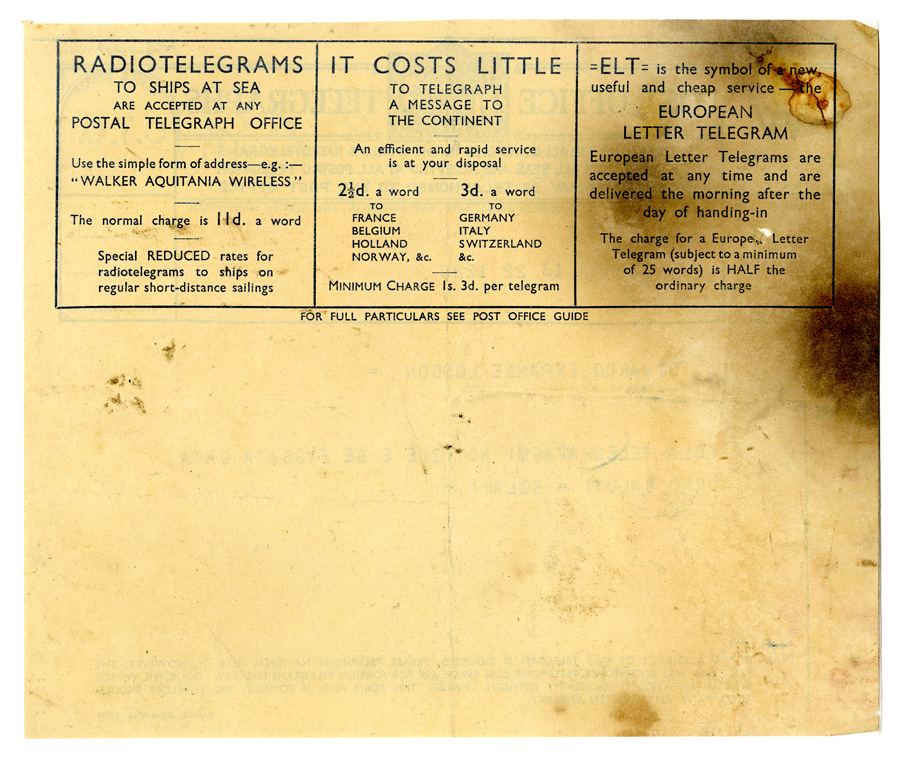 RADIOTELEGRAMS
TO SHIPS AT SEA
ARE ACCEPTED AT ANY
POSTAL TELEGRAPH OFFICE
Use the simple form of address—e.g. :—
“WALKER AQUITANIA WIRELESS”
The normal charge is 11d. a word
Special REDUCED rates for
radiotelegrams to ships on
regular short-distance sailings
IT COSTS LITTLE
TO TELEGRAPH
A MESSAGE TO
THE CONTINENT
An efficient and rapid service
is at your disposal
2½d. a word
TO
FRANCE
BELGIUM
HOLLAND
NORWAY, &c.
3d. a word
TO
GERMANY
ITALY
SWITZERLAND
&c.
MINIMUM CHARGE 1s. 3d. per telegram
=ELT= is the symbol of a new,
useful and cheap service — the
EUROPEAN
LETTER TELEGRAM
European Letter Telegrams are
accepted at any time and are
delivered the morning after the
day of handing-in
The charge for a European Letter
Telegram (subject to a minimum
of 25 words) is HALF the
ordinary charge
FOR FULL PARTICULARS SEE POST OFFICE GUIDE